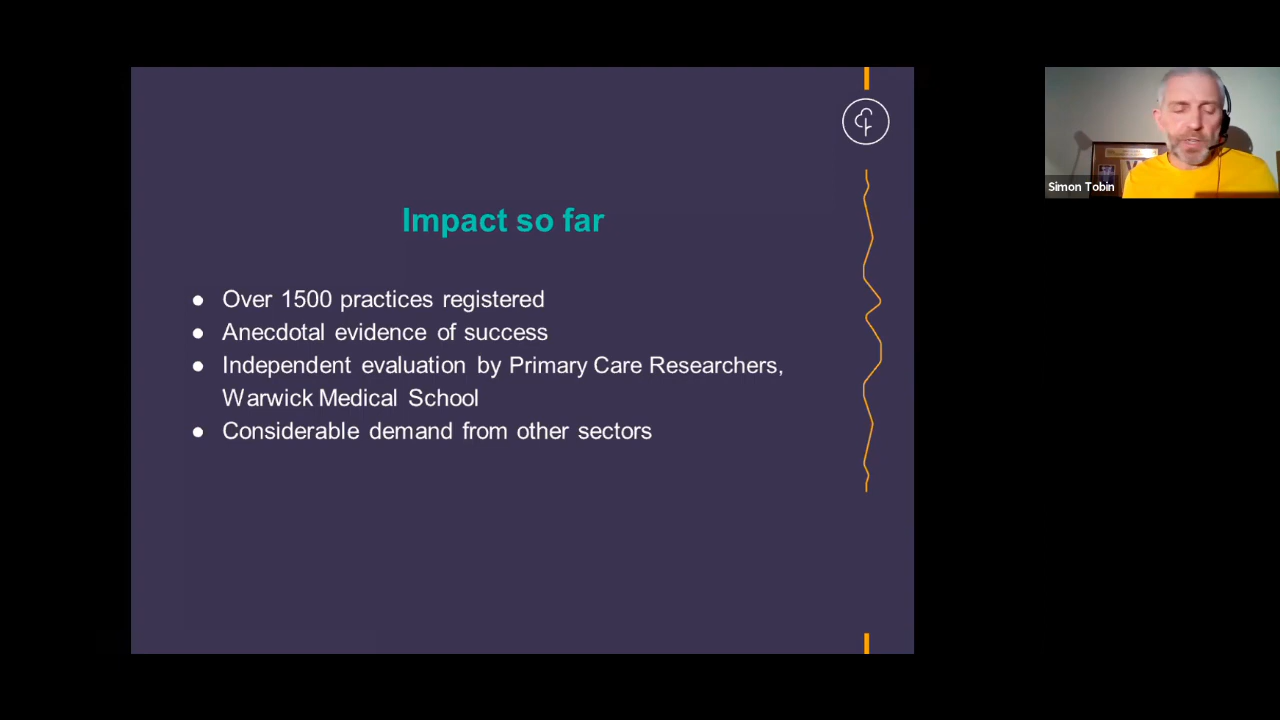 Impact so far
● Over 1500 practices registered
● Anecdotal evidence of success
● Independent evaluation by Primary Care Researchers,
Warwick Medical School
● Considerable demand from other sectors
Simon Tobin